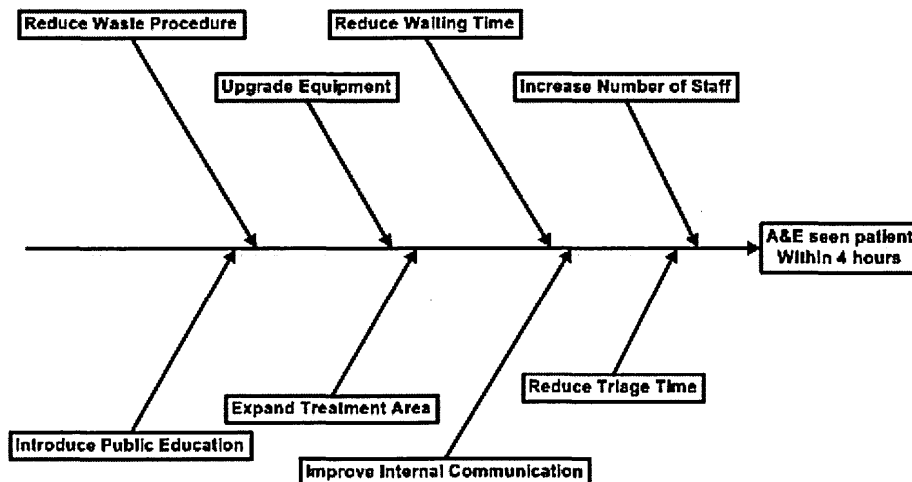 Reduce Waste Procedure
Reduce Waiting Time
Upgrade Equipment
Increase Number of Staff
A&E seen patient
Within 4 hours
Reduce Triage Time
Expand Treatment Area
Introduce Public Education
Improve Internal Communication